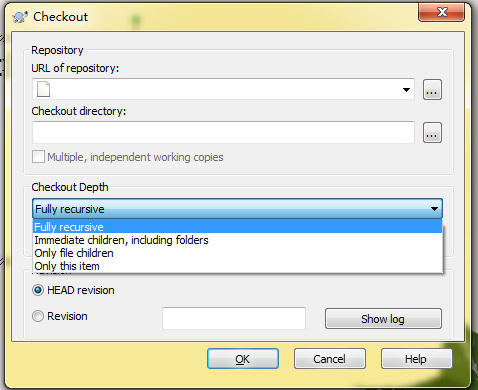 Checkout
Repository
URL of repository:
...
Checkout directory:
...
Multiple, independent working copies
Checkout Depth
Fully recursive
Fully recursive
Immediate children, including folders
Only file children
Only this item
HEAD revision
Revision
Show log
OK
Cancel
Help